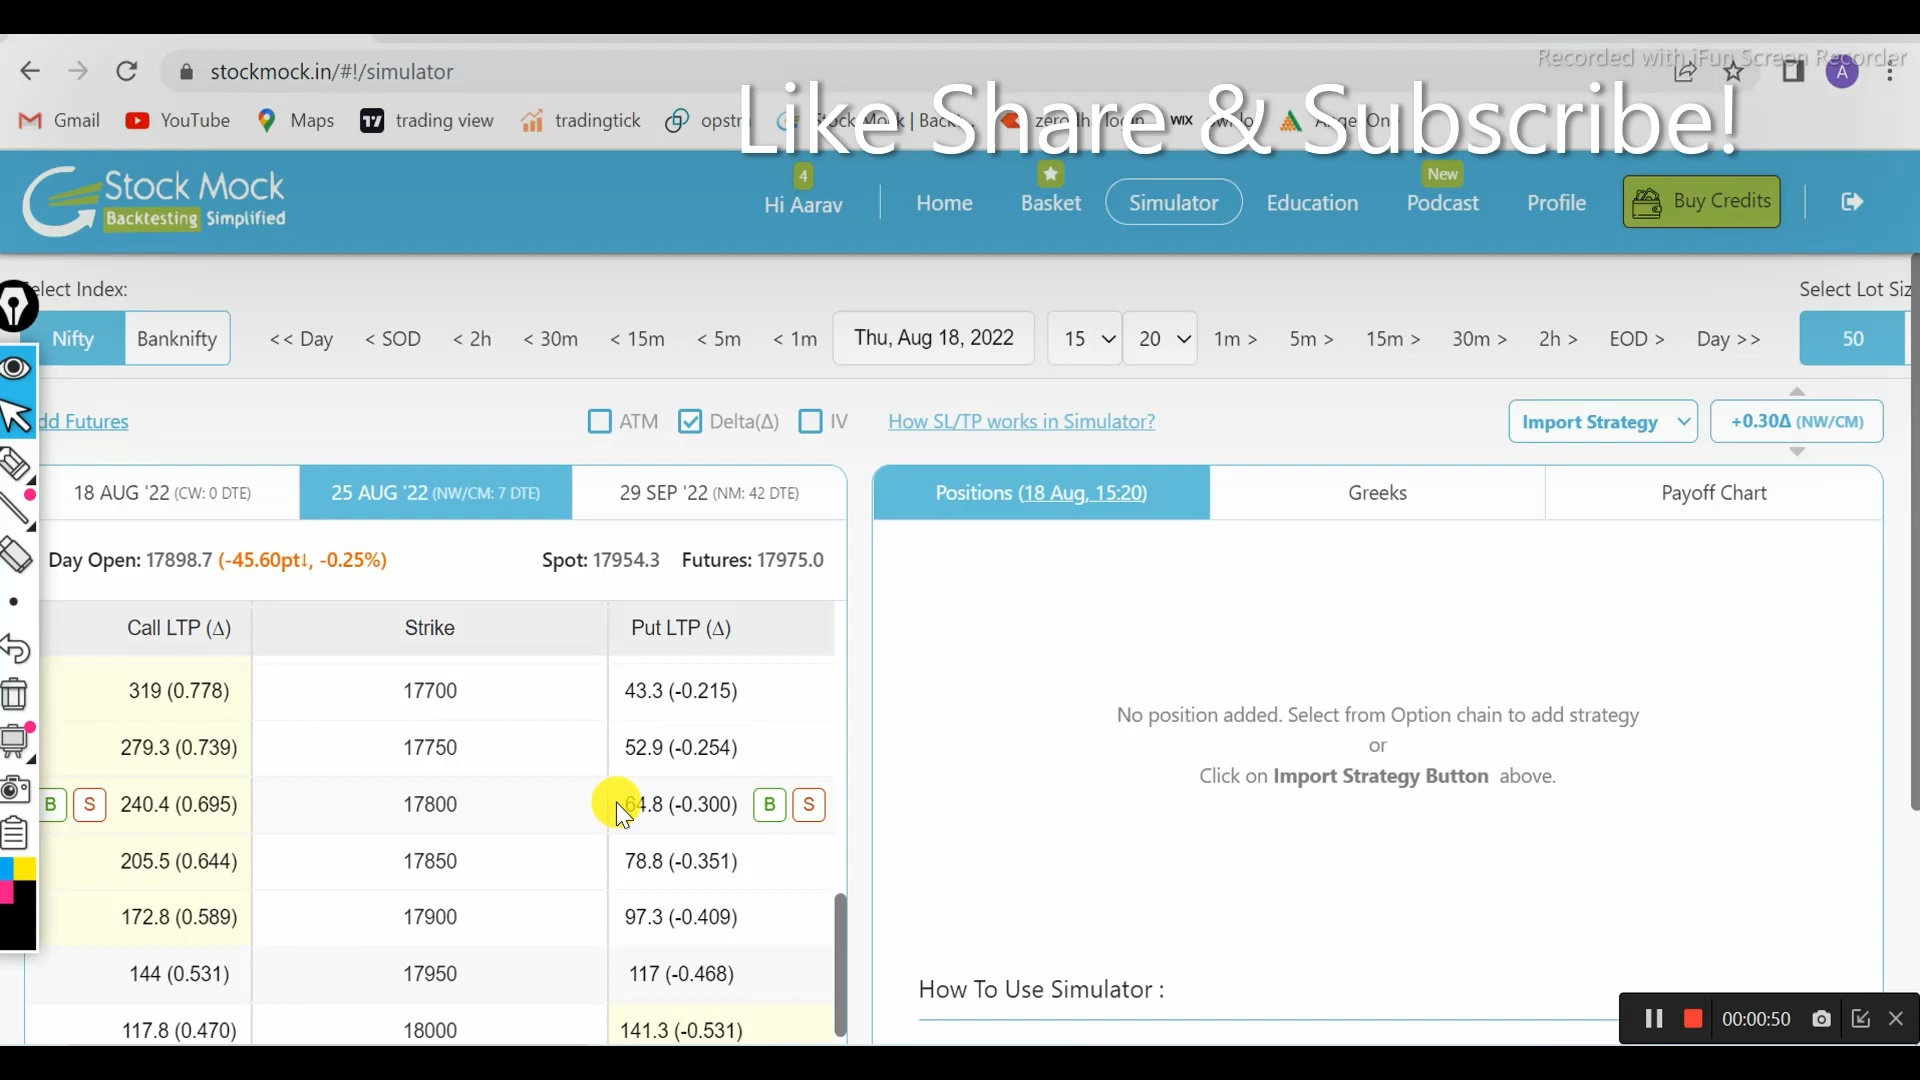 Recorded with iFun Screen Recorder
stockmock.in/#!/simulator
A
Like Share & Subscribe!
Gmail YouTube Maps trading view tradingtick opstr Stock Mock | Back... zerodha login WIX Angel One
Stock Mock
Backtesting Simplified
4 New
Hi Aarav Home Basket Simulator Education Podcast Profile Buy Credits
elect Index: Select Lot Siz
Nifty Banknifty << Day < SOD < 2h < 30m < 15m < 5m < 1m Thu, Aug 18, 2022 15 20 1m > 5m > 15m > 30m > 2h > EOD > Day >> 50
dd Futures ATM Delta(Δ) IV How SL/TP works in Simulator? Import Strategy +0.30Δ (NW/CM)
18 AUG '22 (CW: 0 DTE) 25 AUG '22 (NW/CM: 7 DTE) 29 SEP '22 (NM: 42 DTE) Positions (18 Aug, 15:20) Greeks Payoff Chart
Day Open: 17898.7 (-45.60pt↓, -0.25%) Spot: 17954.3 Futures: 17975.0
Call LTP (Δ) Strike Put LTP (Δ)
319 (0.778) 17700 43.3 (-0.215)
279.3 (0.739) 17750 52.9 (-0.254)
B S 240.4 (0.695) 17800 64.8 (-0.300) B S
205.5 (0.644) 17850 78.8 (-0.351)
172.8 (0.589) 17900 97.3 (-0.409)
144 (0.531) 17950 117 (-0.468)
117.8 (0.470) 18000 141.3 (-0.531)
No position added. Select from Option chain to add strategy
or
Click on Import Strategy Button above.
How To Use Simulator :
00:00:50